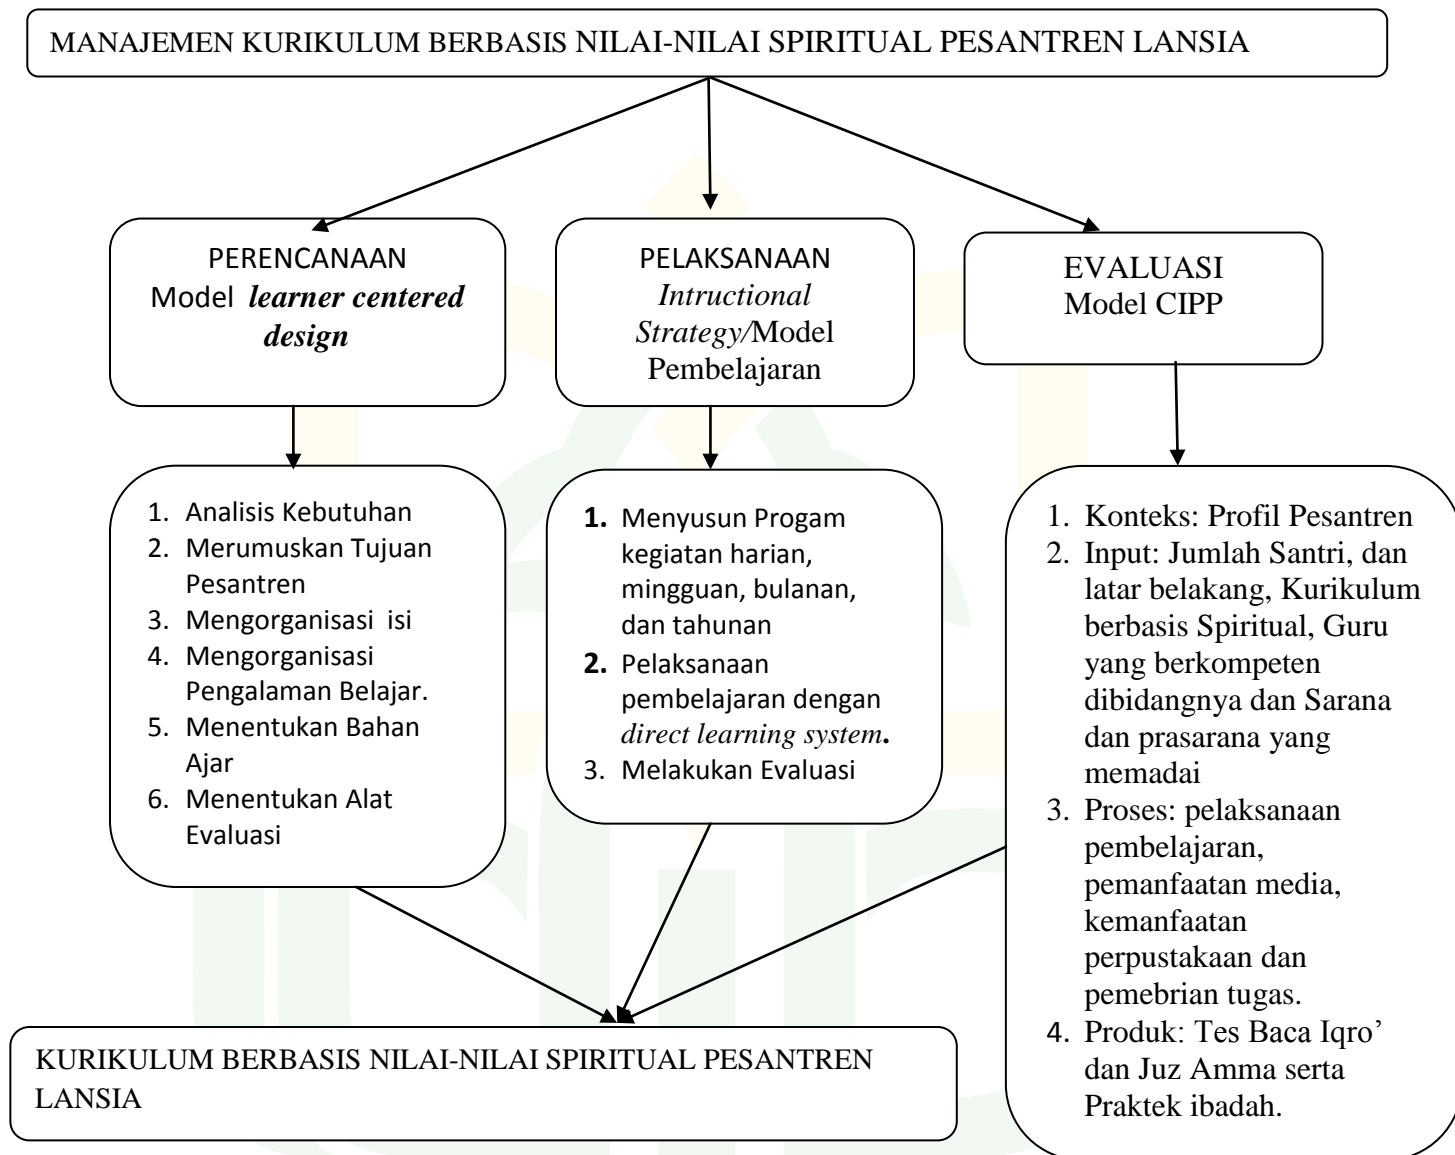 MANAJEMEN KURIKULUM BERBASIS NILAI-NILAI SPIRITUAL PESANTREN LANSIA
PERENCANAAN
Model learner centered
design
PELAKSANAAN
Intructional
Strategy/Model
Pembelajaran
EVALUASI
Model CIPP
1. Analisis Kebutuhan
2. Merumuskan Tujuan
Pesantren
3. Mengorganisasi isi
4. Mengorganisasi
Pengalaman Belajar.
5. Menentukan Bahan
Ajar
6. Menentukan Alat
Evaluasi
1. Menyusun Progam
kegiatan harian,
mingguan, bulanan,
dan tahunan
2. Pelaksanaan
pembelajaran dengan
direct learning system.
3. Melakukan Evaluasi
1. Konteks: Profil Pesantren
2. Input: Jumlah Santri, dan
latar belakang, Kurikulum
berbasis Spiritual, Guru
yang berkompeten
dibidangnya dan Sarana
dan prasarana yang
memadai
3. Proses: pelaksanaan
pembelajaran,
pemanfaatan media,
kemanfaatan
perpustakaan dan
pemebrian tugas.
4. Produk: Tes Baca Iqro’
dan Juz Amma serta
Praktek ibadah.
KURIKULUM BERBASIS NILAI-NILAI SPIRITUAL PESANTREN
LANSIA